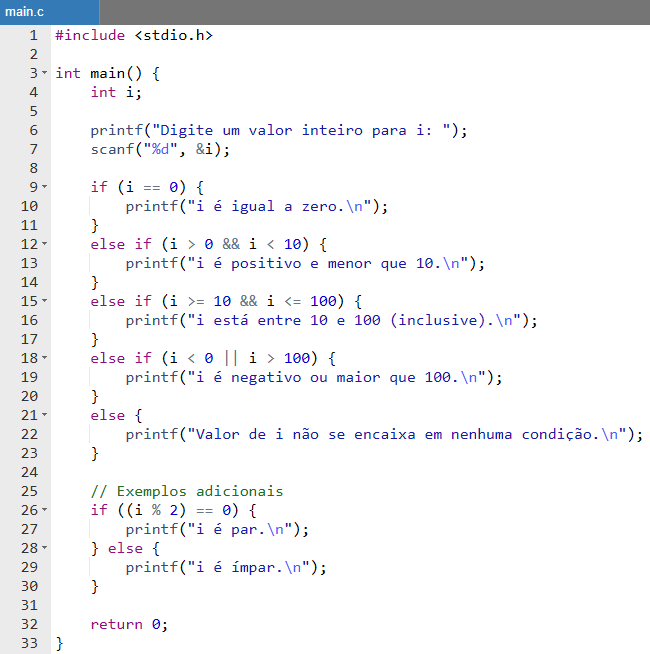 main.c
1 #include <stdio.h>
2
3 int main() {
4     int i;
5
6     printf("Digite um valor inteiro para i: ");
7     scanf("%d", &i);
8
9     if (i == 0) {
10         printf("i é igual a zero.\n");
11     }
12     else if (i > 0 && i < 10) {
13         printf("i é positivo e menor que 10.\n");
14     }
15     else if (i >= 10 && i <= 100) {
16         printf("i está entre 10 e 100 (inclusive).\n");
17     }
18     else if (i < 0 || i > 100) {
19         printf("i é negativo ou maior que 100.\n");
20     }
21     else {
22         printf("Valor de i não se encaixa em nenhuma condição.\n");
23     }
24
25     // Exemplos adicionais
26     if ((i % 2) == 0) {
27         printf("i é par.\n");
28     } else {
29         printf("i é ímpar.\n");
30     }
31
32     return 0;
33 }